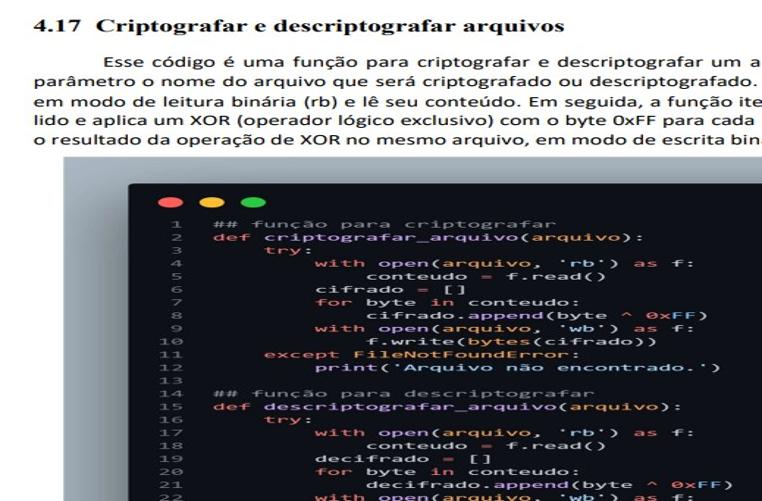 4.17 Criptografar e descriptografar arquivos
Esse código é uma função para criptografar e descriptografar um a
parâmetro o nome do arquivo que será criptografado ou descriptografado.
em modo de leitura binária (rb) e lê seu conteúdo. Em seguida, a função ite
lido e aplica um XOR (operador lógico exclusivo) com o byte 0xFF para cada
o resultado da operação de XOR no mesmo arquivo, em modo de escrita bin
1 ## função para criptografar
2 def criptografar_arquivo(arquivo):
3 try:
4 with open(arquivo, 'rb') as f:
5 conteudo = f.read()
6 cifrado = []
7 for byte in conteudo:
8 cifrado.append(byte ^ 0xFF)
9 with open(arquivo, 'wb') as f:
10 f.write(bytes(cifrado))
11 except FileNotFoundError:
12 print('Arquivo não encontrado.')
13
14 ## função para descriptografar
15 def descriptografar_arquivo(arquivo):
16 try:
17 with open(arquivo, 'rb') as f:
18 conteudo = f.read()
19 decifrado = []
20 for byte in conteudo:
21 decifrado.append(byte ^ 0xFF)
22 with open(arquivo, 'wb') as f: